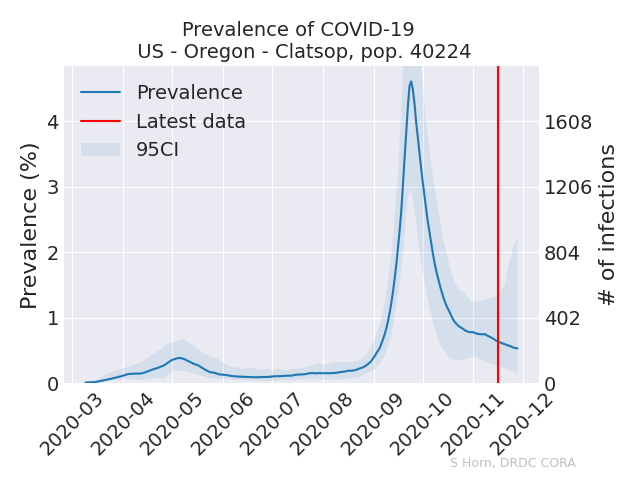 Prevalence of COVID-19
US - Oregon - Clatsop, pop. 40224
Prevalence
Latest data
95CI
Prevalence (%)
4
3
2
1
0
1608
1206
804
402
0
# of infections
2020-03
2020-04
2020-05
2020-06
2020-07
2020-08
2020-09
2020-10
2020-11
2020-12
S Horn, DRDC CORA